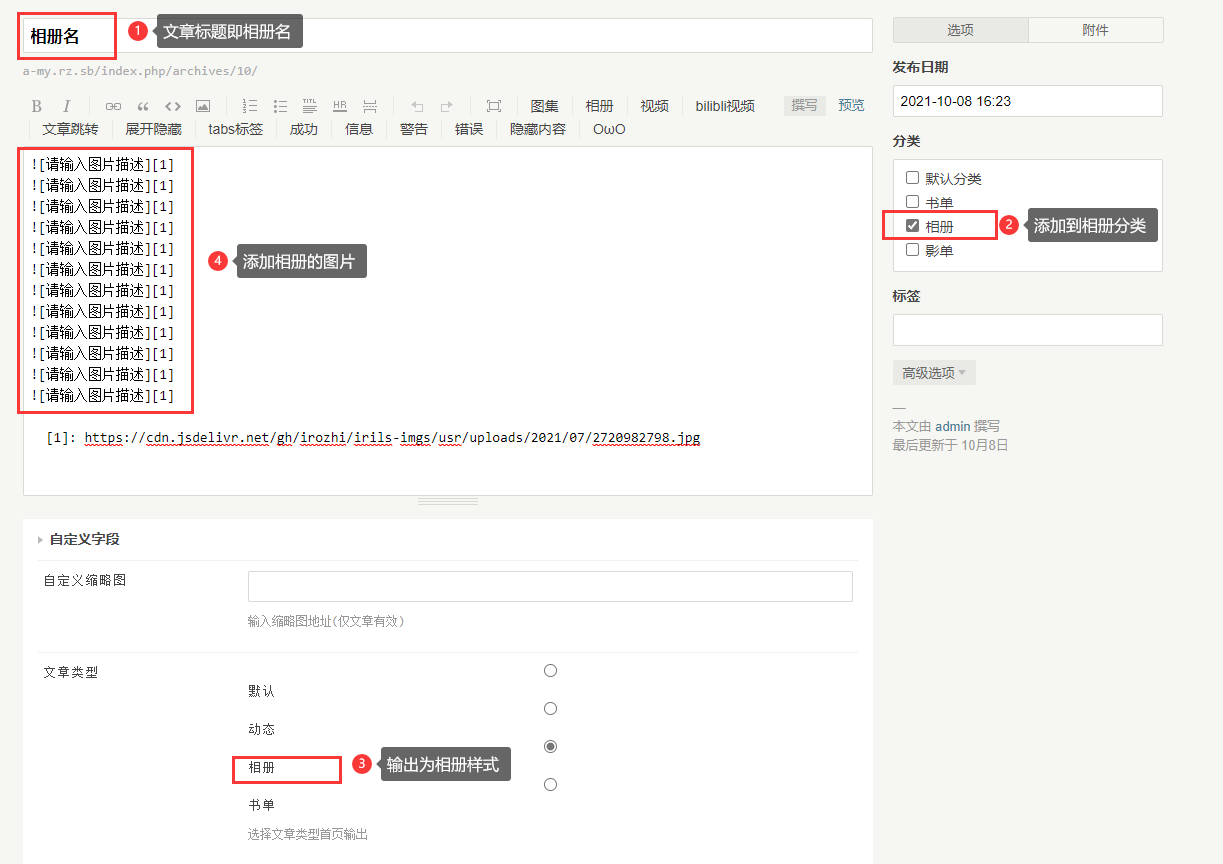 相册名
1 文章标题即相册名
a-my.rz.sb/index.php/archives/10/
B I TITL HR 图集 相册 视频 bilibli视频 撰写 预览
文章跳转 展开隐藏 tabs标签 成功 信息 警告 错误 隐藏内容 OωO
![请输入图片描述][1]
![请输入图片描述][1]
![请输入图片描述][1]
![请输入图片描述][1]
![请输入图片描述][1]
![请输入图片描述][1]
![请输入图片描述][1]
![请输入图片描述][1]
![请输入图片描述][1]
![请输入图片描述][1]
![请输入图片描述][1]
![请输入图片描述][1]
4 添加相册的图片
[1]: https://cdn.jsdelivr.net/gh/irozhi/irils-imgs/usr/uploads/2021/07/2720982798.jpg
自定义字段
自定义缩略图
输入缩略图地址(仅文章有效)
文章类型
默认
动态
相册
3 输出为相册样式
书单
选择文章类型首页输出
选项 附件
发布日期
2021-10-08 16:23
分类
默认分类
书单
相册
2 添加到相册分类
影单
标签
高级选项
—
本文由 admin 撰写
最后更新于 10月8日